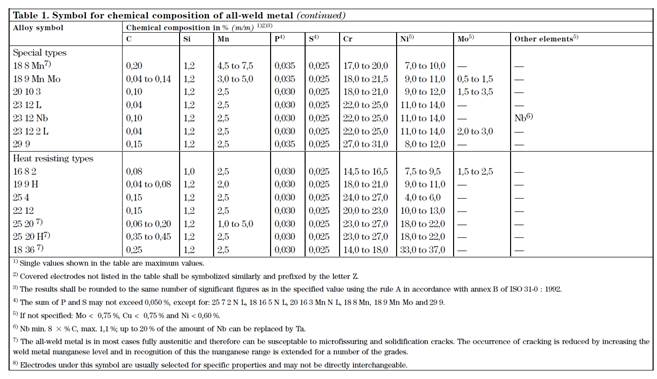 Table 1. Symbol for chemical composition of all-weld metal (continued)
Alloy symbol Chemical composition in % (m/m) 1)2)3)
C Si Mn P4) S4) Cr Ni5) Mo5) Other elements5)
Special types
18 8 Mn7) 0,20 1,2 4,5 to 7,5 0,035 0,025 17,0 to 20,0 7,0 to 10,0 — —
18 9 Mn Mo 0,04 to 0,14 1,2 3,0 to 5,0 0,035 0,025 18,0 to 21,5 9,0 to 11,0 0,5 to 1,5 —
20 10 3 0,10 1,2 2,5 0,030 0,025 18,0 to 21,0 9,0 to 12,0 1,5 to 3,5 —
23 12 L 0,04 1,2 2,5 0,030 0,025 22,0 to 25,0 11,0 to 14,0 — —
23 12 Nb 0,10 1,2 2,5 0,030 0,025 22,0 to 25,0 11,0 to 14,0 — Nb6)
23 12 2 L 0,04 1,2 2,5 0,030 0,025 22,0 to 25,0 11,0 to 14,0 2,0 to 3,0 —
29 9 0,15 1,2 2,5 0,035 0,025 27,0 to 31,0 8,0 to 12,0 — —
Heat resisting types
16 8 2 0,08 1,0 2,5 0,030 0,025 14,5 to 16,5 7,5 to 9,5 1,5 to 2,5 —
19 9 H 0,04 to 0,08 1,2 2,0 0,030 0,025 18,0 to 21,0 9,0 to 11,0 — —
25 4 0,15 1,2 2,5 0,030 0,025 24,0 to 27,0 4,0 to 6,0 — —
22 12 0,15 1,2 2,5 0,030 0,025 20,0 to 23,0 10,0 to 13,0 — —
25 20 7) 0,06 to 0,20 1,2 1,0 to 5,0 0,030 0,025 23,0 to 27,0 18,0 to 22,0 — —
25 20 H7) 0,35 to 0,45 1,2 2,5 0,030 0,025 23,0 to 27,0 18,0 to 22,0 — —
18 36 7) 0,25 1,2 2,5 0,030 0,025 14,0 to 18,0 33,0 to 37,0 — —
1) Single values shown in the table are maximum values.
2) Covered electrodes not listed in the table shall be symbolized similarly and prefixed by the letter Z.
3) The results shall be rounded to the same number of significant figures as in the specified value using the rule A in accordance with annex B of ISO 31-0 : 1992.
4) The sum of P and S may not exceed 0,050 %, except for: 25 7 2 N L, 18 16 5 N L, 20 16 3 Mn N L, 18 8 Mn, 18 9 Mn Mo and 29 9.
5) If not specified: Mo < 0,75 %, Cu < 0,75 % and Ni < 0,60 %.
6) Nb min. 8 × % C, max. 1,1 %; up to 20 % of the amount of Nb can be replaced by Ta.
7) The all-weld metal is in most cases fully austenitic and therefore can be susceptable to microfissuring and solidification cracks. The occurrence of cracking is reduced by increasing the
weld metal manganese level and in recognition of this the manganese range is extended for a number of the grades.
8) Electrodes under this symbol are usually selected for specific properties and may not be directly interchangeable.